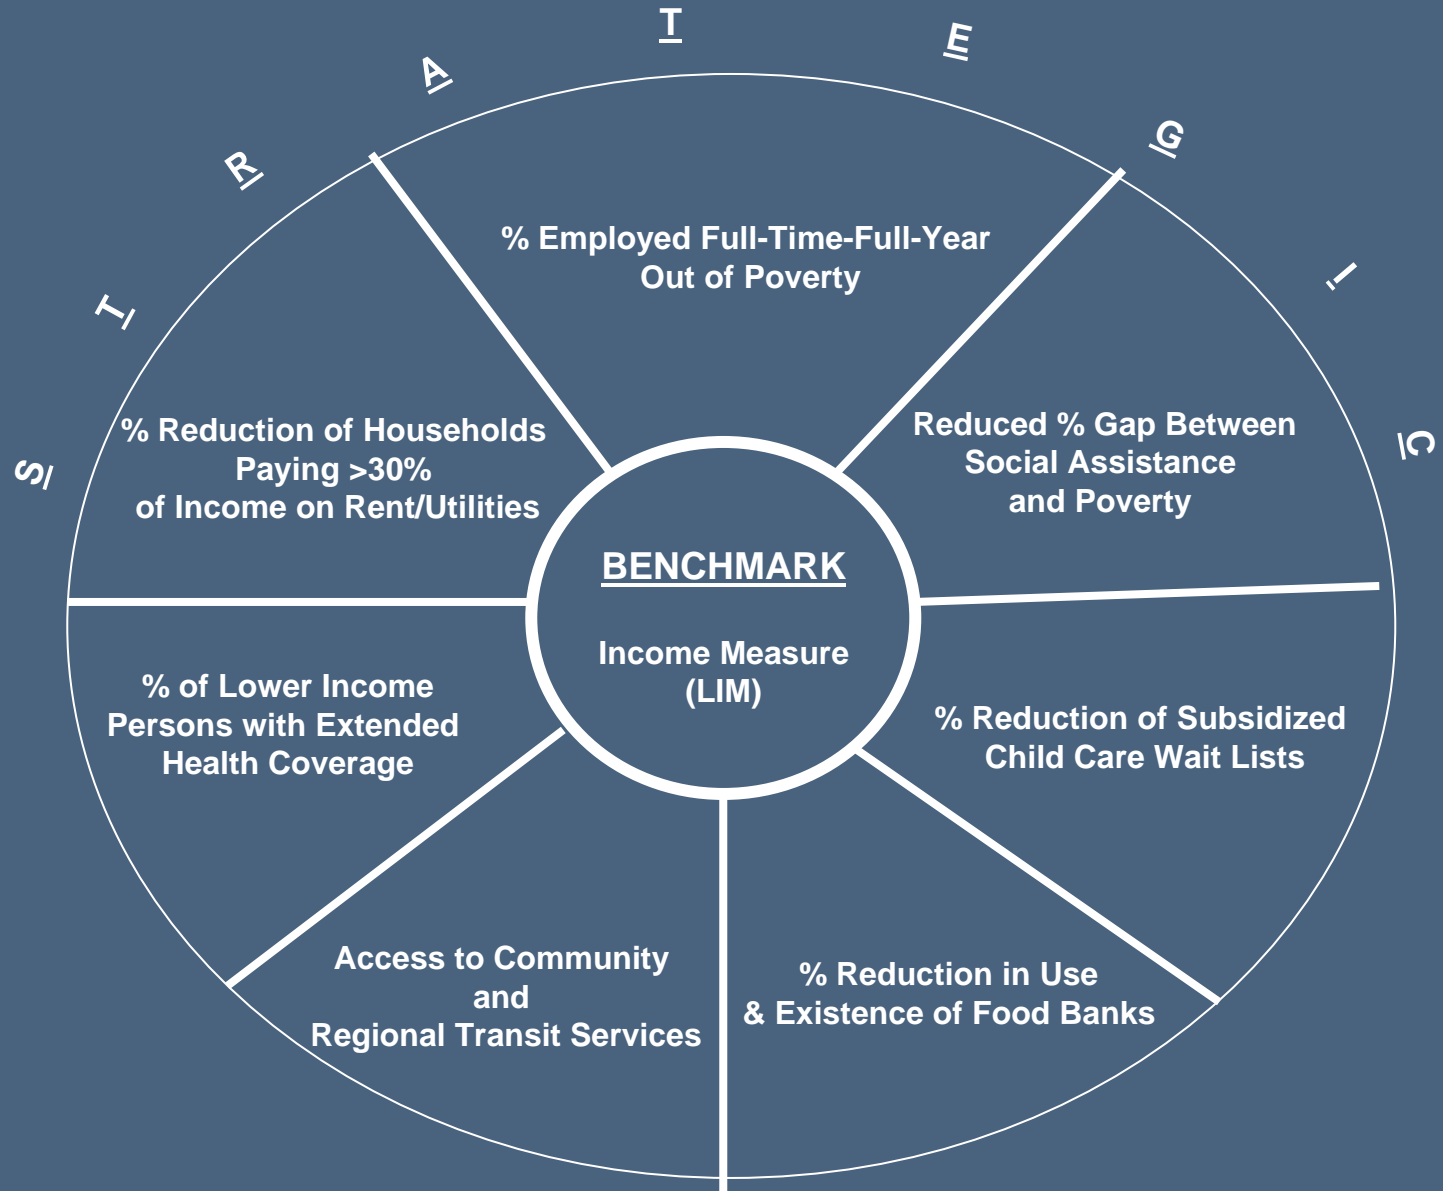 STRATEGIC
% Employed Full-Time-Full-Year
Out of Poverty
Reduced % Gap Between
Social Assistance
and Poverty
% Reduction of Subsidized
Child Care Wait Lists
% Reduction in Use
& Existence of Food Banks
Access to Community
and
Regional Transit Services
% of Lower Income
Persons with Extended
Health Coverage
% Reduction of Households
Paying >30%
of Income on Rent/Utilities
BENCHMARK
Income Measure
(LIM)